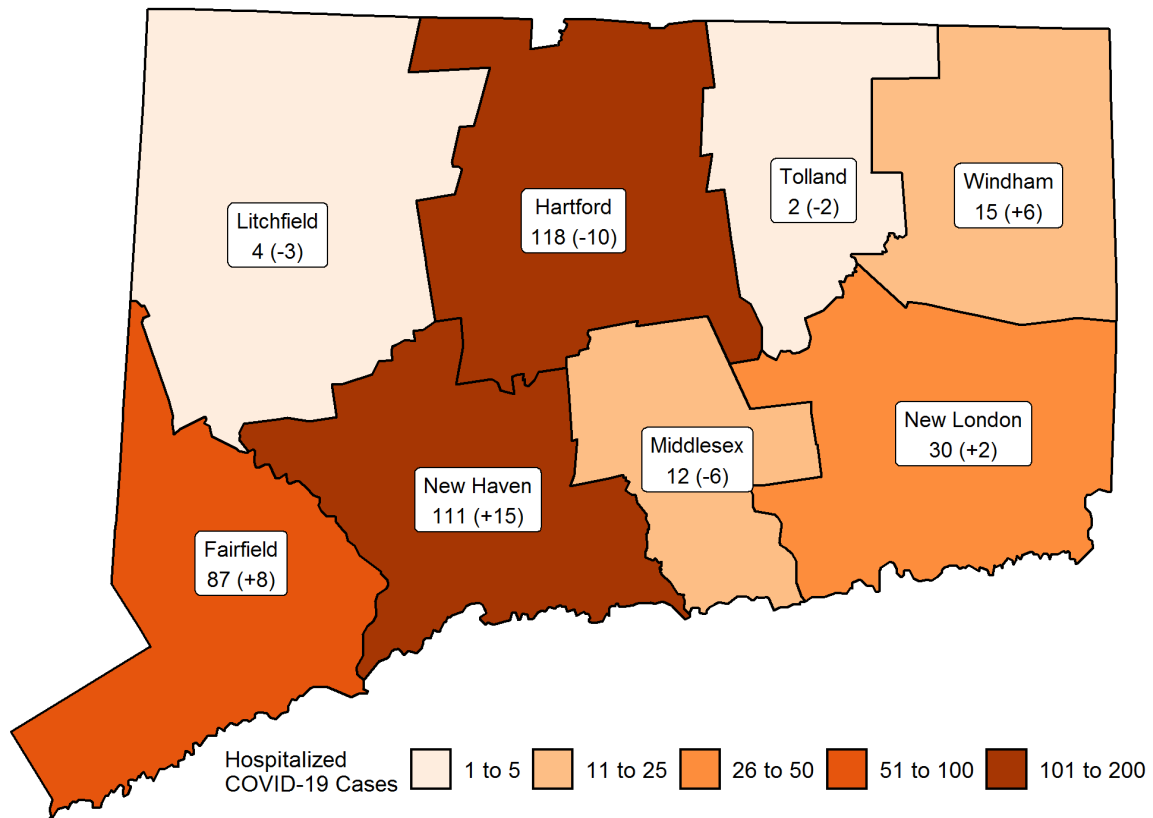 Tolland
2 (-2)
Windham
15 (+6)
Hartford
118 (-10)
Litchfield
4 (-3)
New London
30 (+2)
Middlesex
12 (-6)
New Haven
111 (+15)
Fairfield
87 (+8)
Hospitalized
COVID-19 Cases
1 to 5
11 to 25
26 to 50
51 to 100
101 to 200